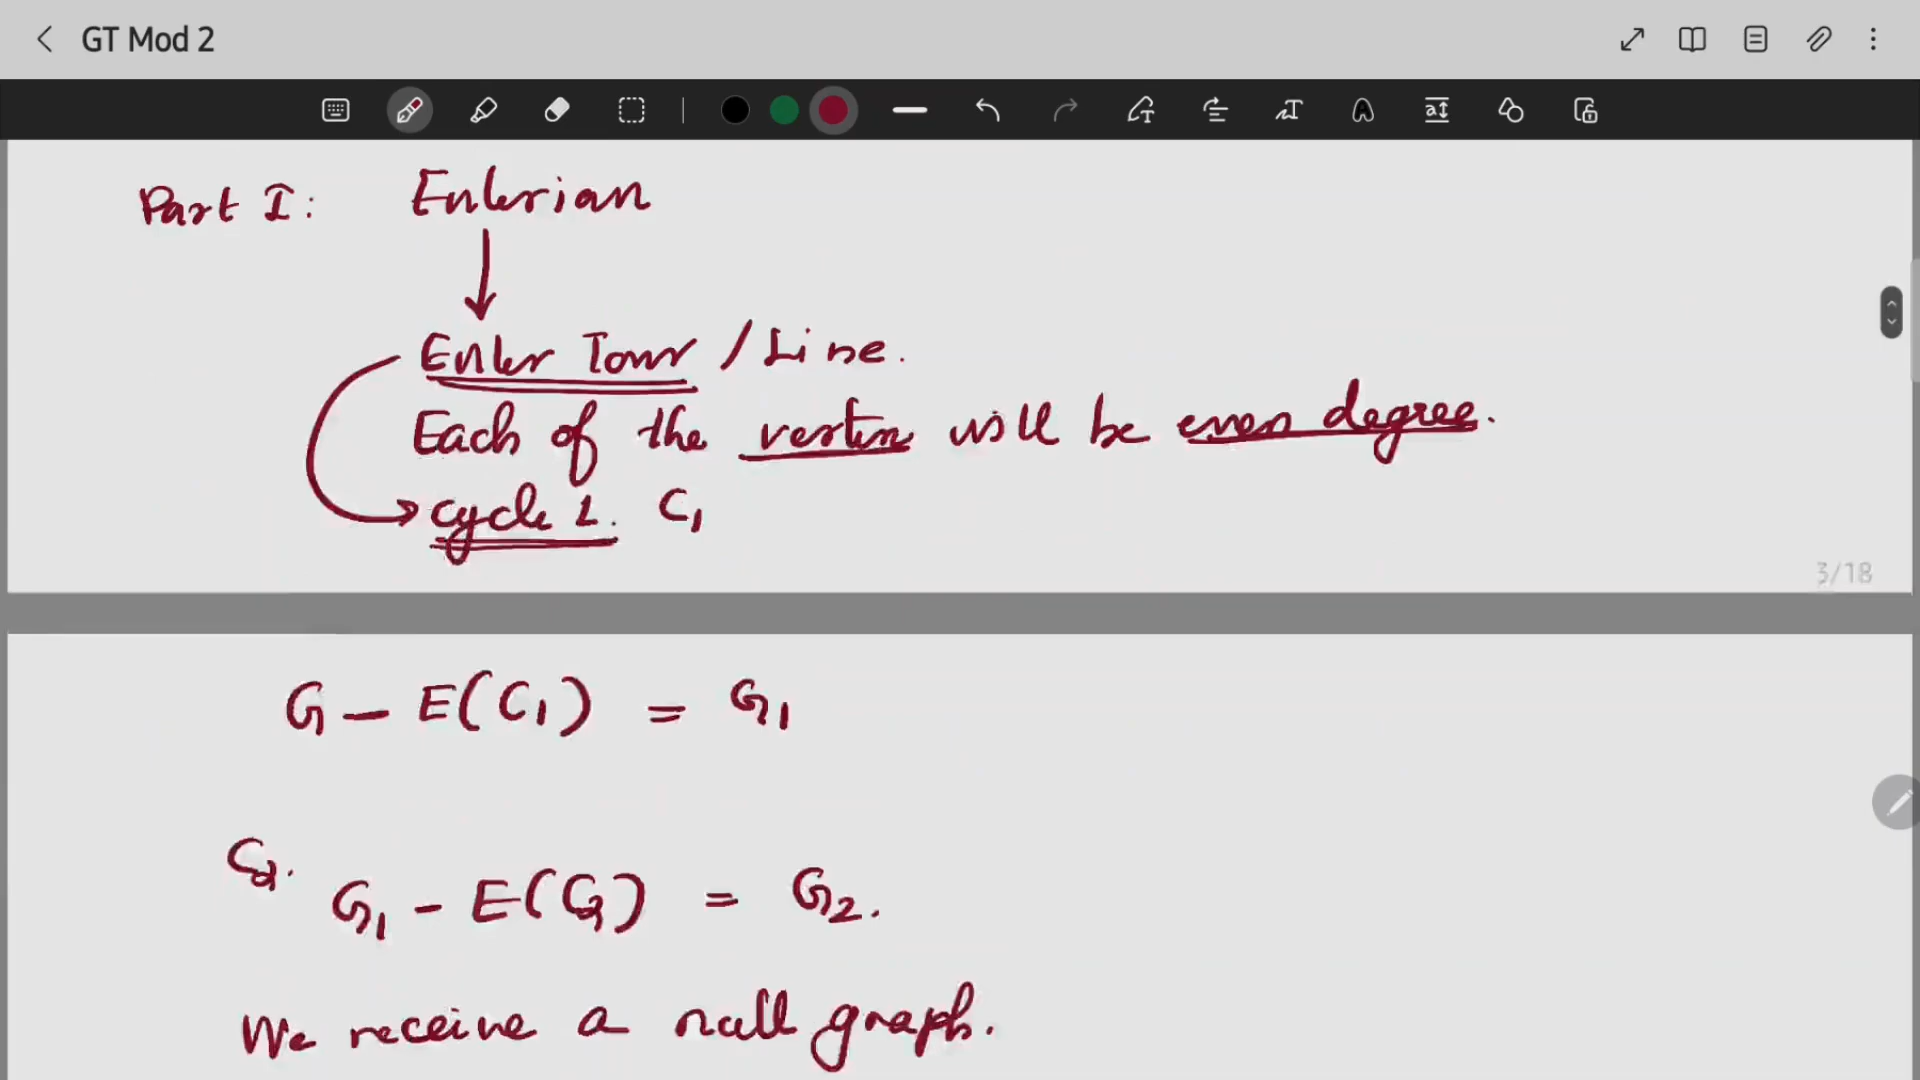 GT Mod 2
Part I: Eulerian
Euler Tour / Line.
Each of the vertex will be even degree.
Cycle 1. C₁
3/18
G - E(C₁) = G₁
C₂.
G₁ - E(C₂) = G₂.
We receive a null graph.